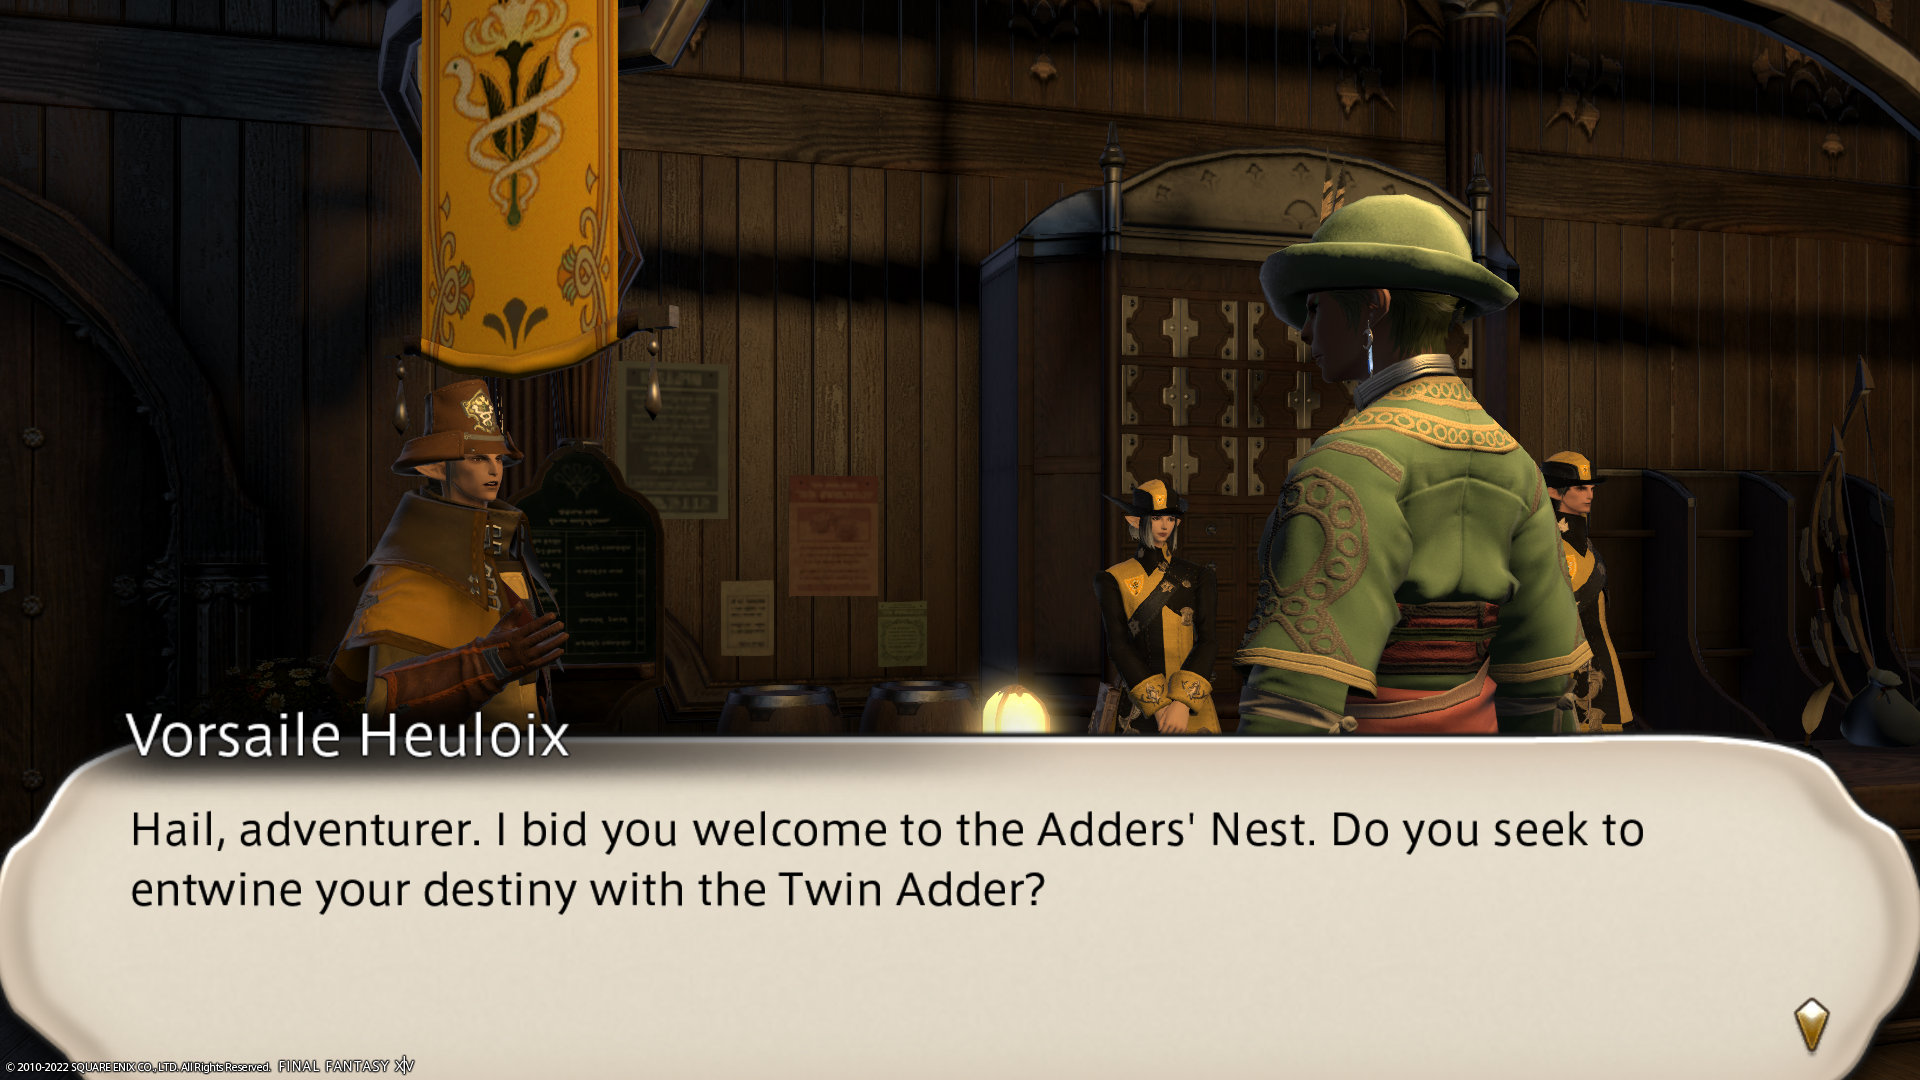 Vorsaile Heuloix
Hail, adventurer. I bid you welcome to the Adders' Nest. Do you seek to
entwine your destiny with the Twin Adder?
© 2010-2022 SQUARE ENIX CO., LTD. All Rights Reserved. FINAL FANTASY XIV